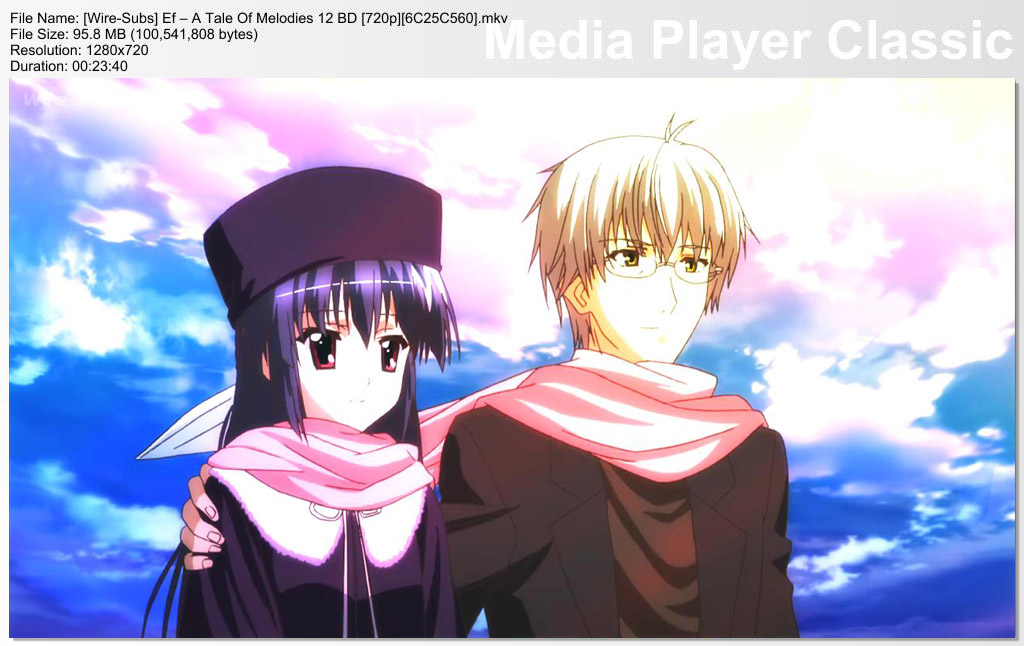 File Name: [Wire-Subs] Ef – A Tale Of Melodies 12 BD [720p][6C25C560].mkv
File Size: 95.8 MB (100,541,808 bytes)
Resolution: 1280x720
Duration: 00:23:40
Media Player Classic